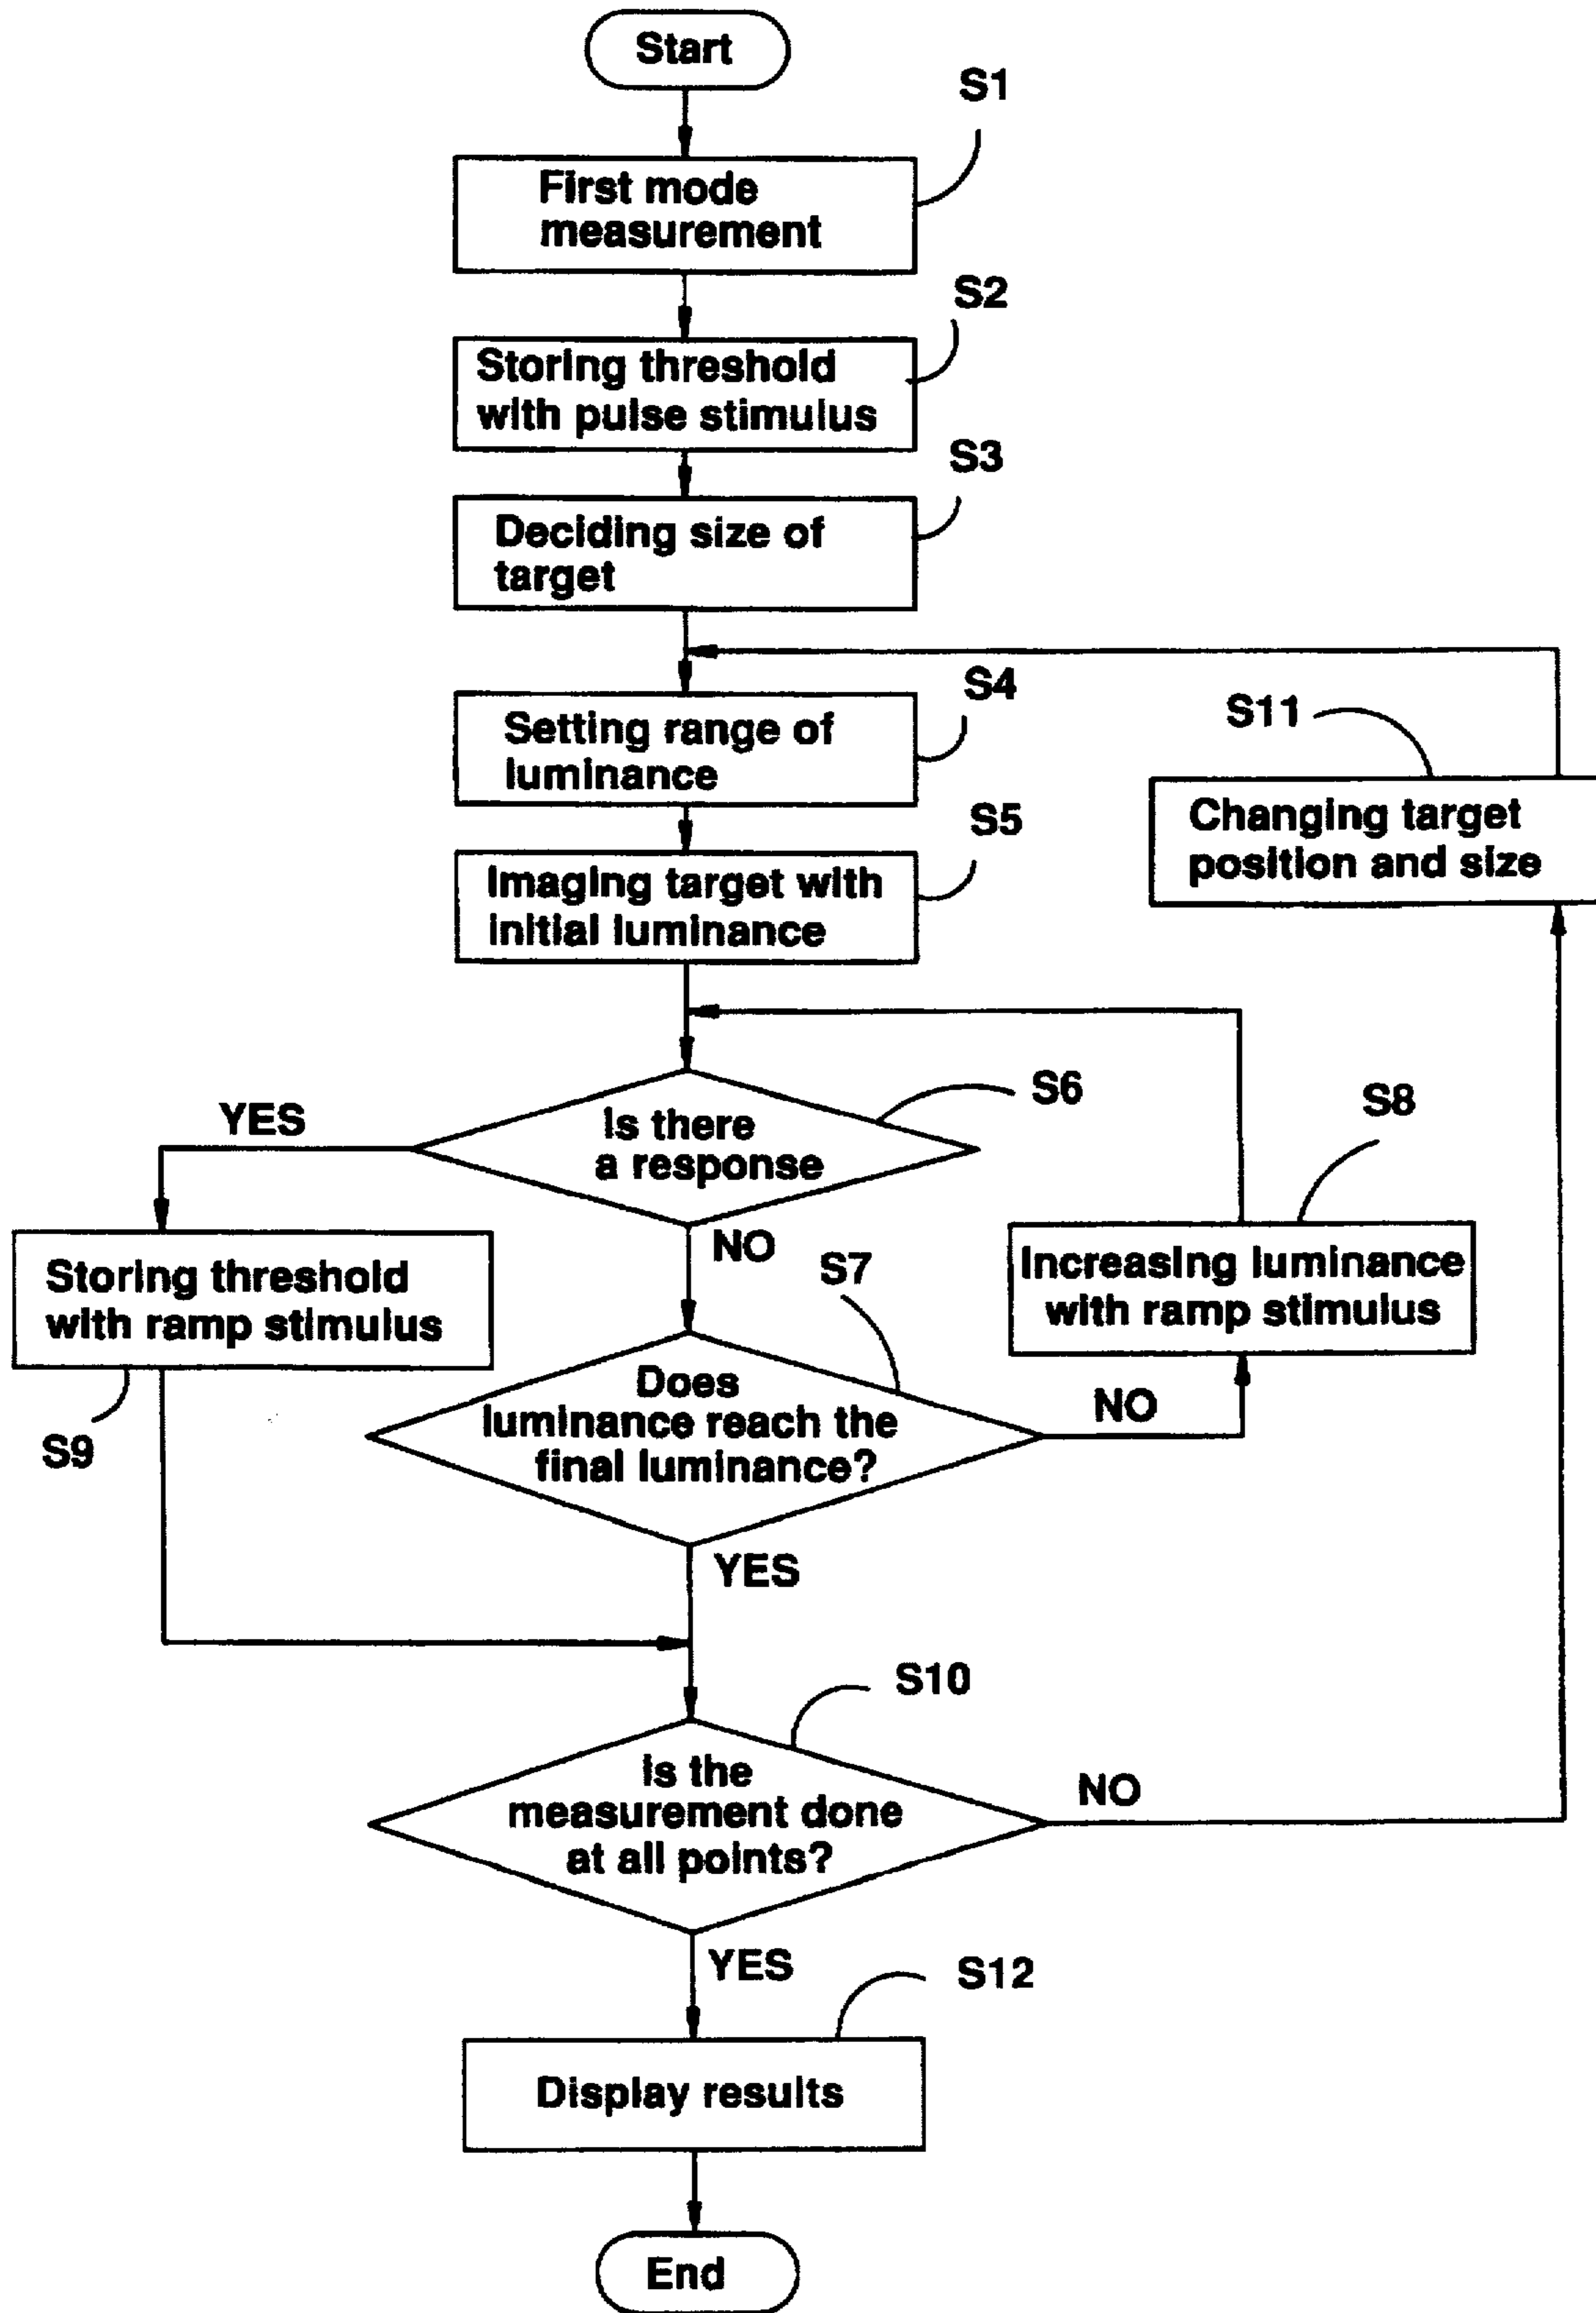 Start
S1
First mode
measurement
S2
Storing threshold
with pulse stimulus
S3
Deciding size of
target
S4
Setting range of
luminance
S11
Changing target
position and size
S5
Imaging target with
initial luminance
S6
Is there
a response
YES
NO
S8
Increasing luminance
with ramp stimulus
Storing threshold
with ramp stimulus
S9
S7
Does
luminance reach the
final luminance?
NO
YES
S10
Is the
measurement done
at all points?
NO
YES
S12
Display results
End